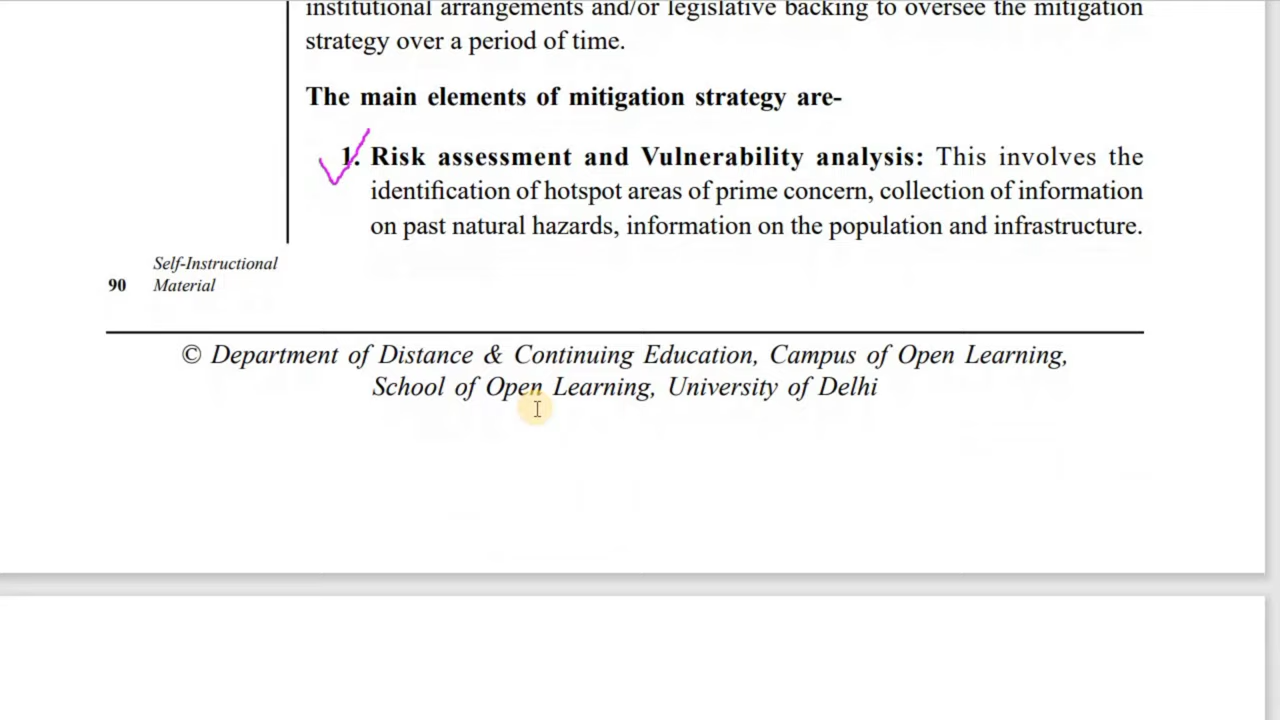 institutional arrangements and/or legislative backing to oversee the mitigation
strategy over a period of time.
The main elements of mitigation strategy are-
1. Risk assessment and Vulnerability analysis: This involves the
identification of hotspot areas of prime concern, collection of information
on past natural hazards, information on the population and infrastructure.
Self-Instructional
90 Material
© Department of Distance & Continuing Education, Campus of Open Learning,
School of Open Learning, University of Delhi